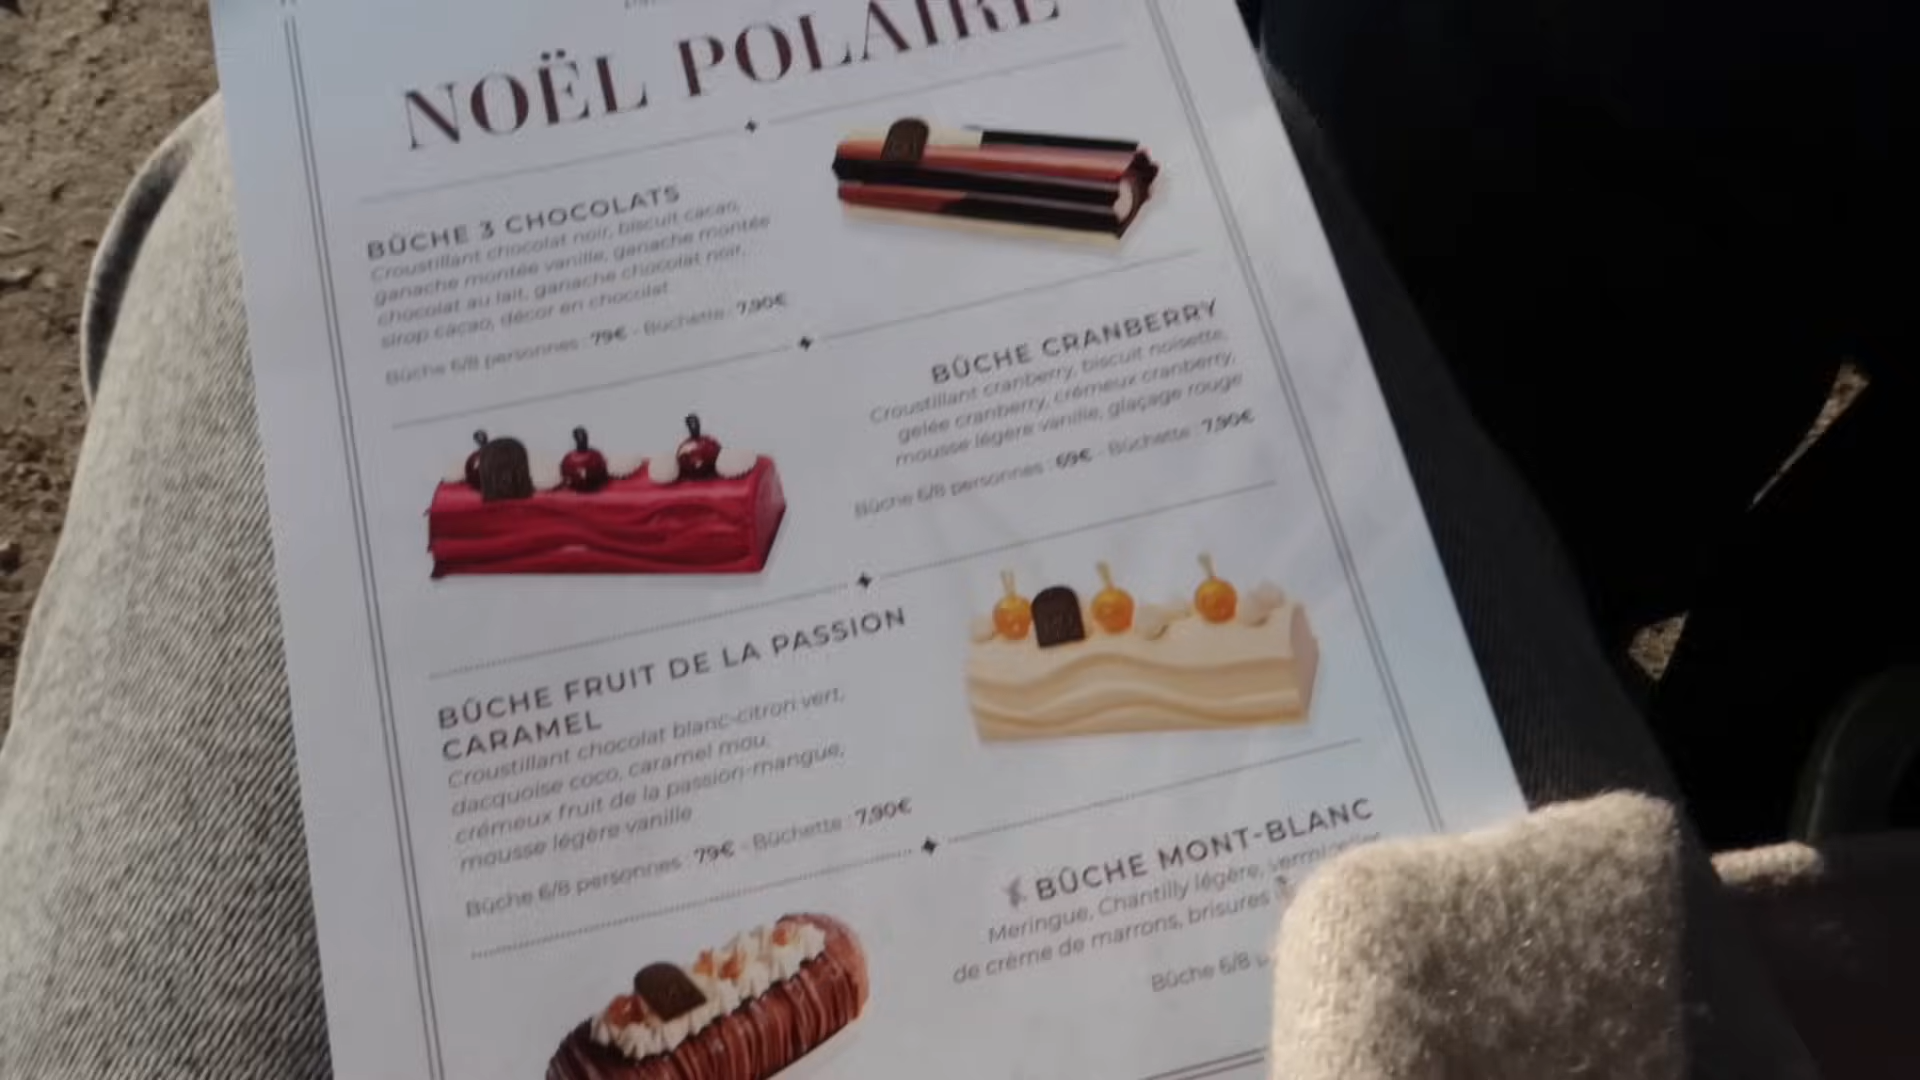 NOËL POLAIRE
BÛCHE 3 CHOCOLATS
Croustillant chocolat noir, biscuit cacao,
ganache montée vanille, ganache montée
chocolat au lait, ganache chocolat noir,
sirop cacao, décor en chocolat
Bûche 6/8 personnes : 79€ - Bûchette : 7,90€
BÛCHE CRANBERRY
Croustillant cranberry, biscuit noisette,
gelée cranberry, crémeux cranberry,
mousse légère vanille, glaçage rouge
Bûche 6/8 personnes : 69€ - Bûchette : 7,90€
BÛCHE FRUIT DE LA PASSION
CARAMEL
Croustillant chocolat blanc-citron vert,
dacquoise coco, caramel mou,
crémeux fruit de la passion-mangue,
mousse légère vanille
Bûche 6/8 personnes : 79€ - Bûchette : 7,90€
BÛCHE MONT-BLANC
Meringue, Chantilly légère,
de crème de marrons, brisures
Bûche 6/8